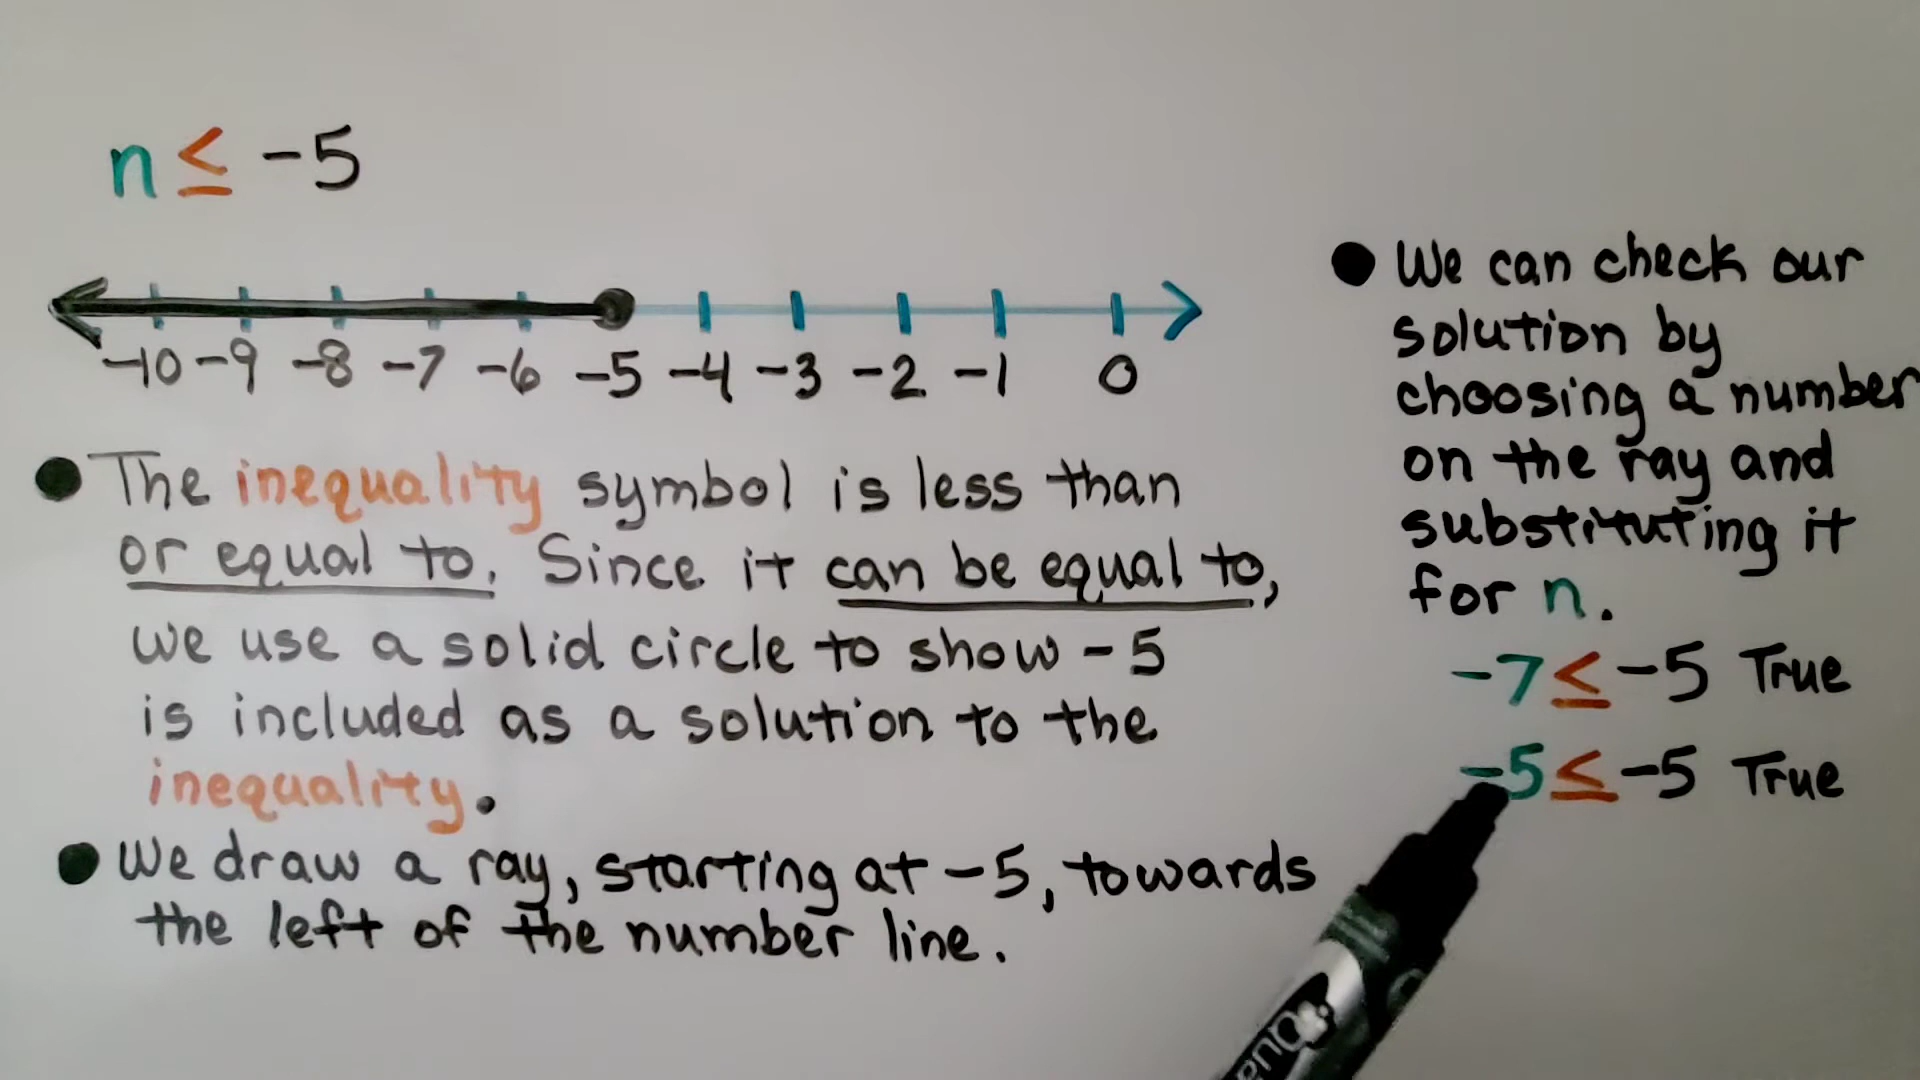 n ≤ -5
-10 -9 -8 -7 -6 -5 -4 -3 -2 -1 0
● The inequality symbol is less than
or equal to. Since it can be equal to,
we use a solid circle to show -5
is included as a solution to the
inequality.
● We draw a ray, starting at -5, towards
the left of the number line.
● We can check our
solution by
choosing a number
on the ray and
substituting it
for n.
-7 ≤ -5 True
-5 ≤ -5 True